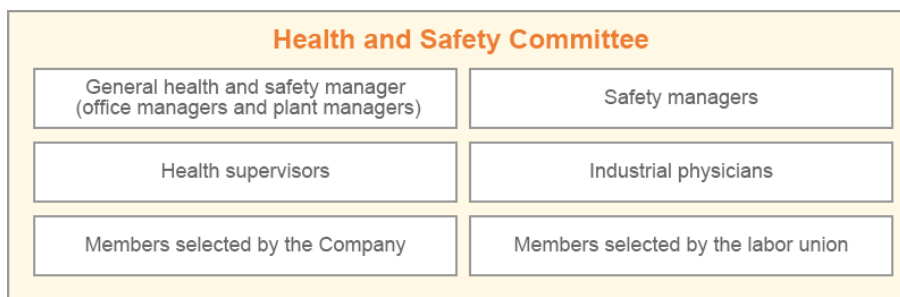 Health and Safety Committee
General health and safety manager
(office managers and plant managers)
Safety managers
Health supervisors
Industrial physicians
Members selected by the Company
Members selected by the labor union